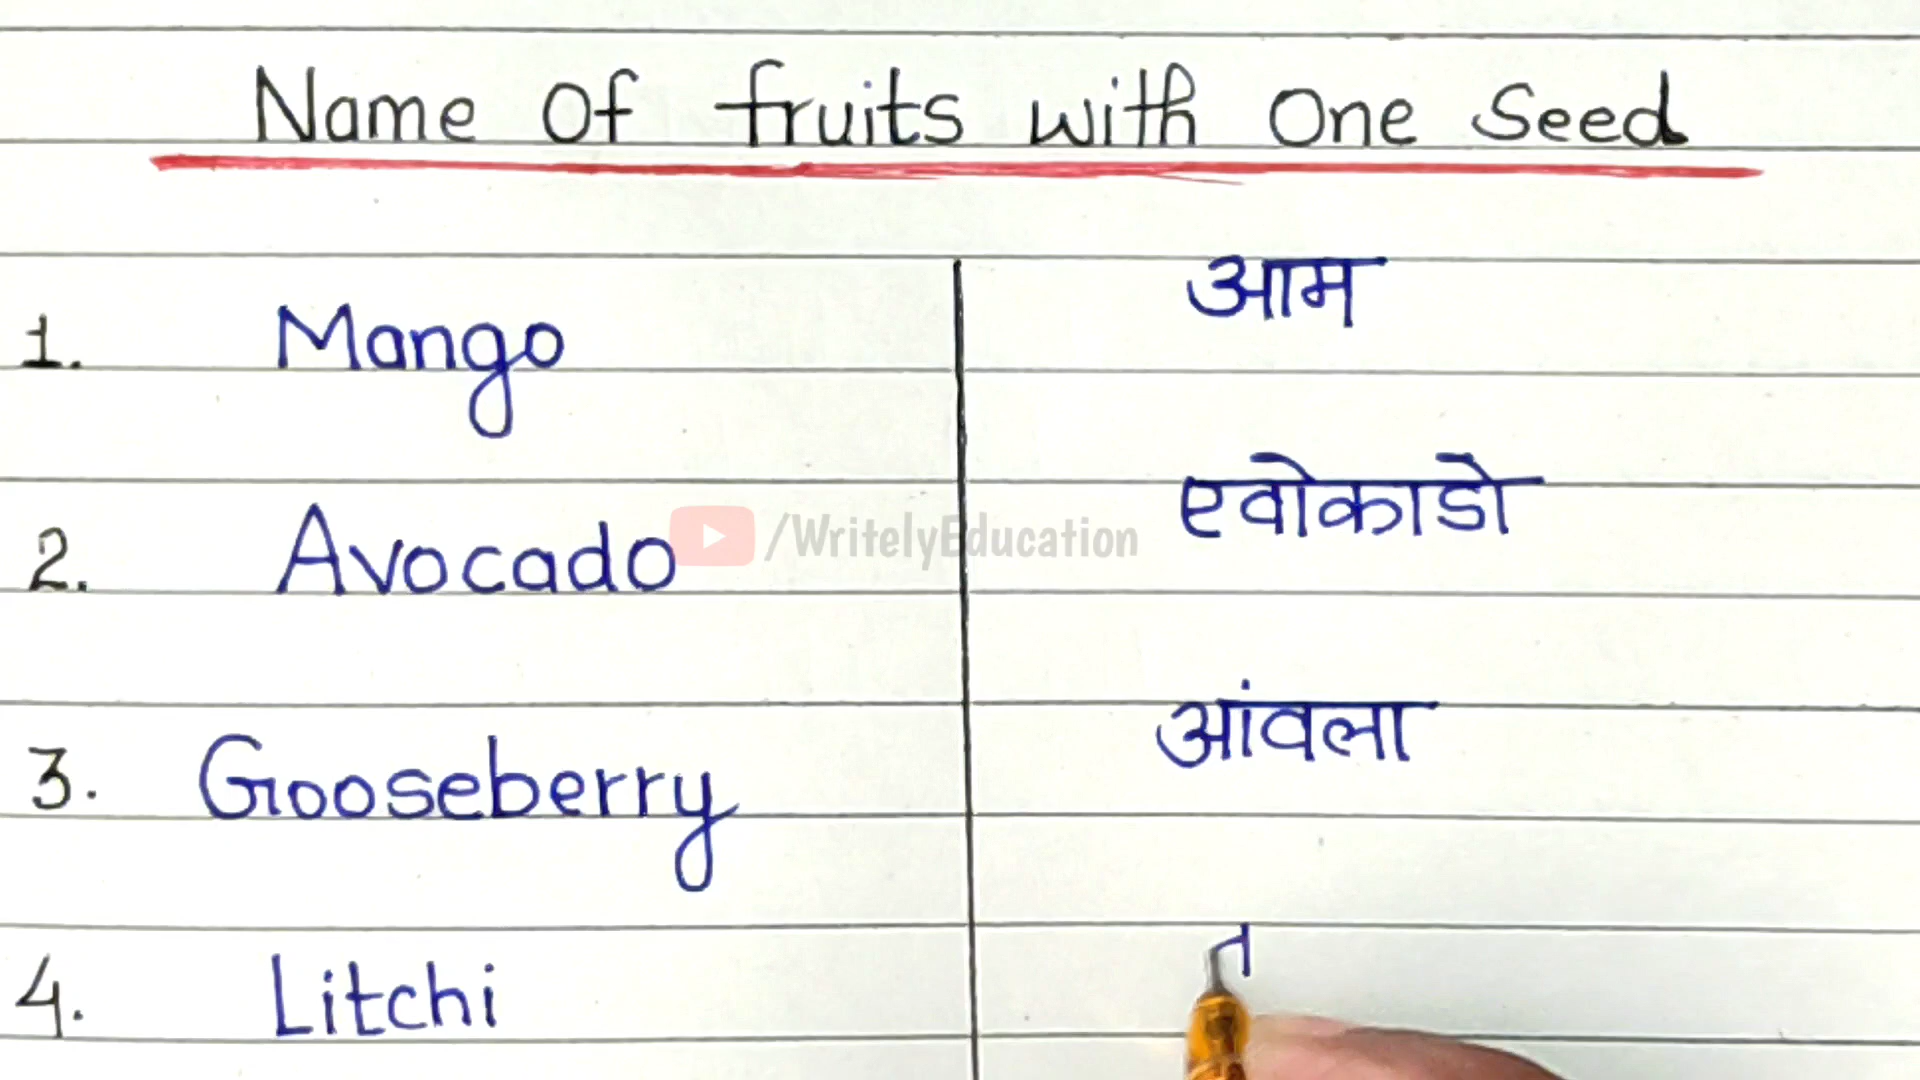 Name Of fruits with One Seed
1. Mango आम
2. Avocado एवोकाडो
/WritelyEducation
3. Gooseberry आंवला
4. Litchi